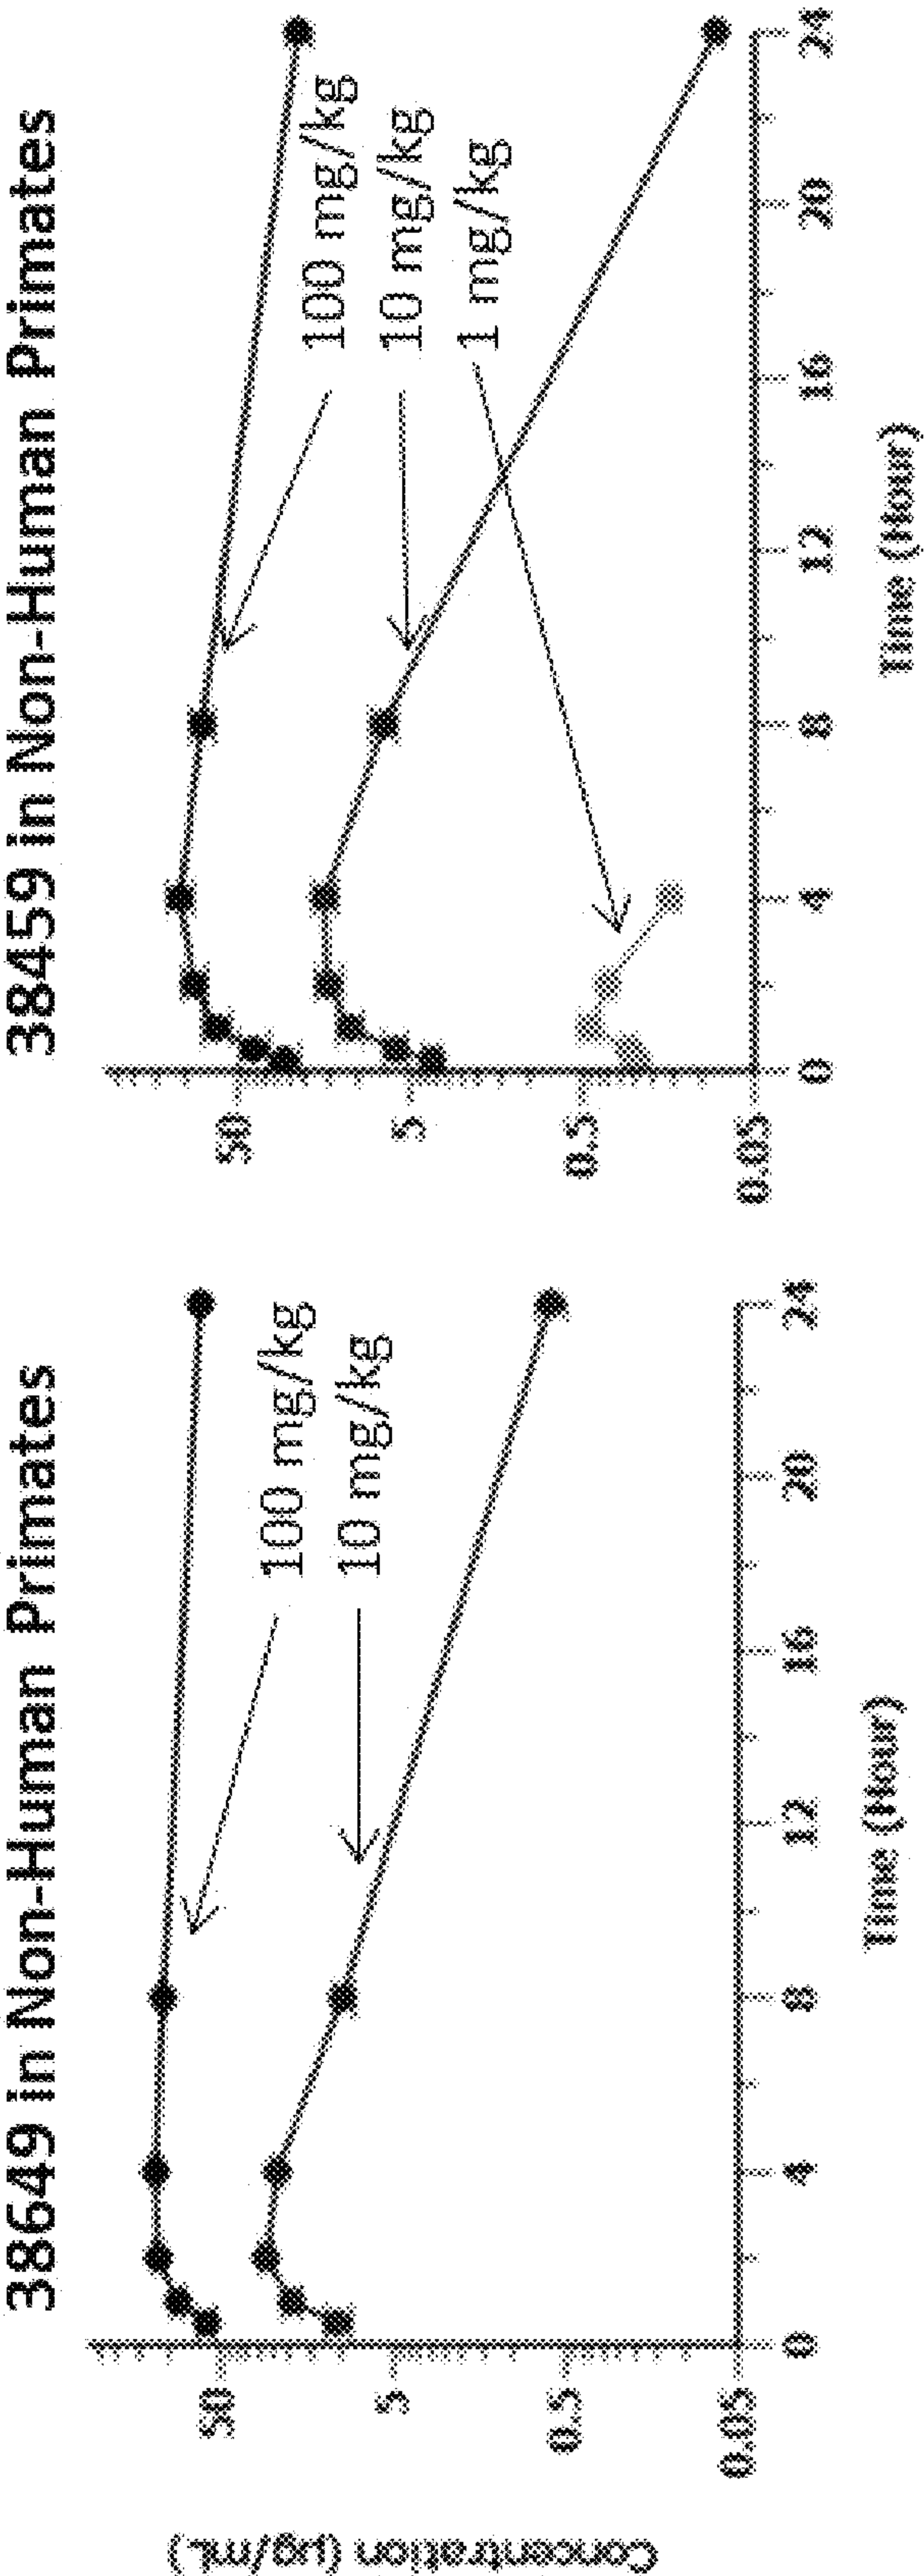 38649 in Non-Human Primates
Concentration (µg/mL)
50
5
0.5
0.05
100 mg/kg
10 mg/kg
0 4 8 12 16 20 24
Time (Hour)
38459 in Non-Human Primates
50
5
0.5
0.05
100 mg/kg
10 mg/kg
1 mg/kg
0 4 8 12 16 20 24
Time (Hour)